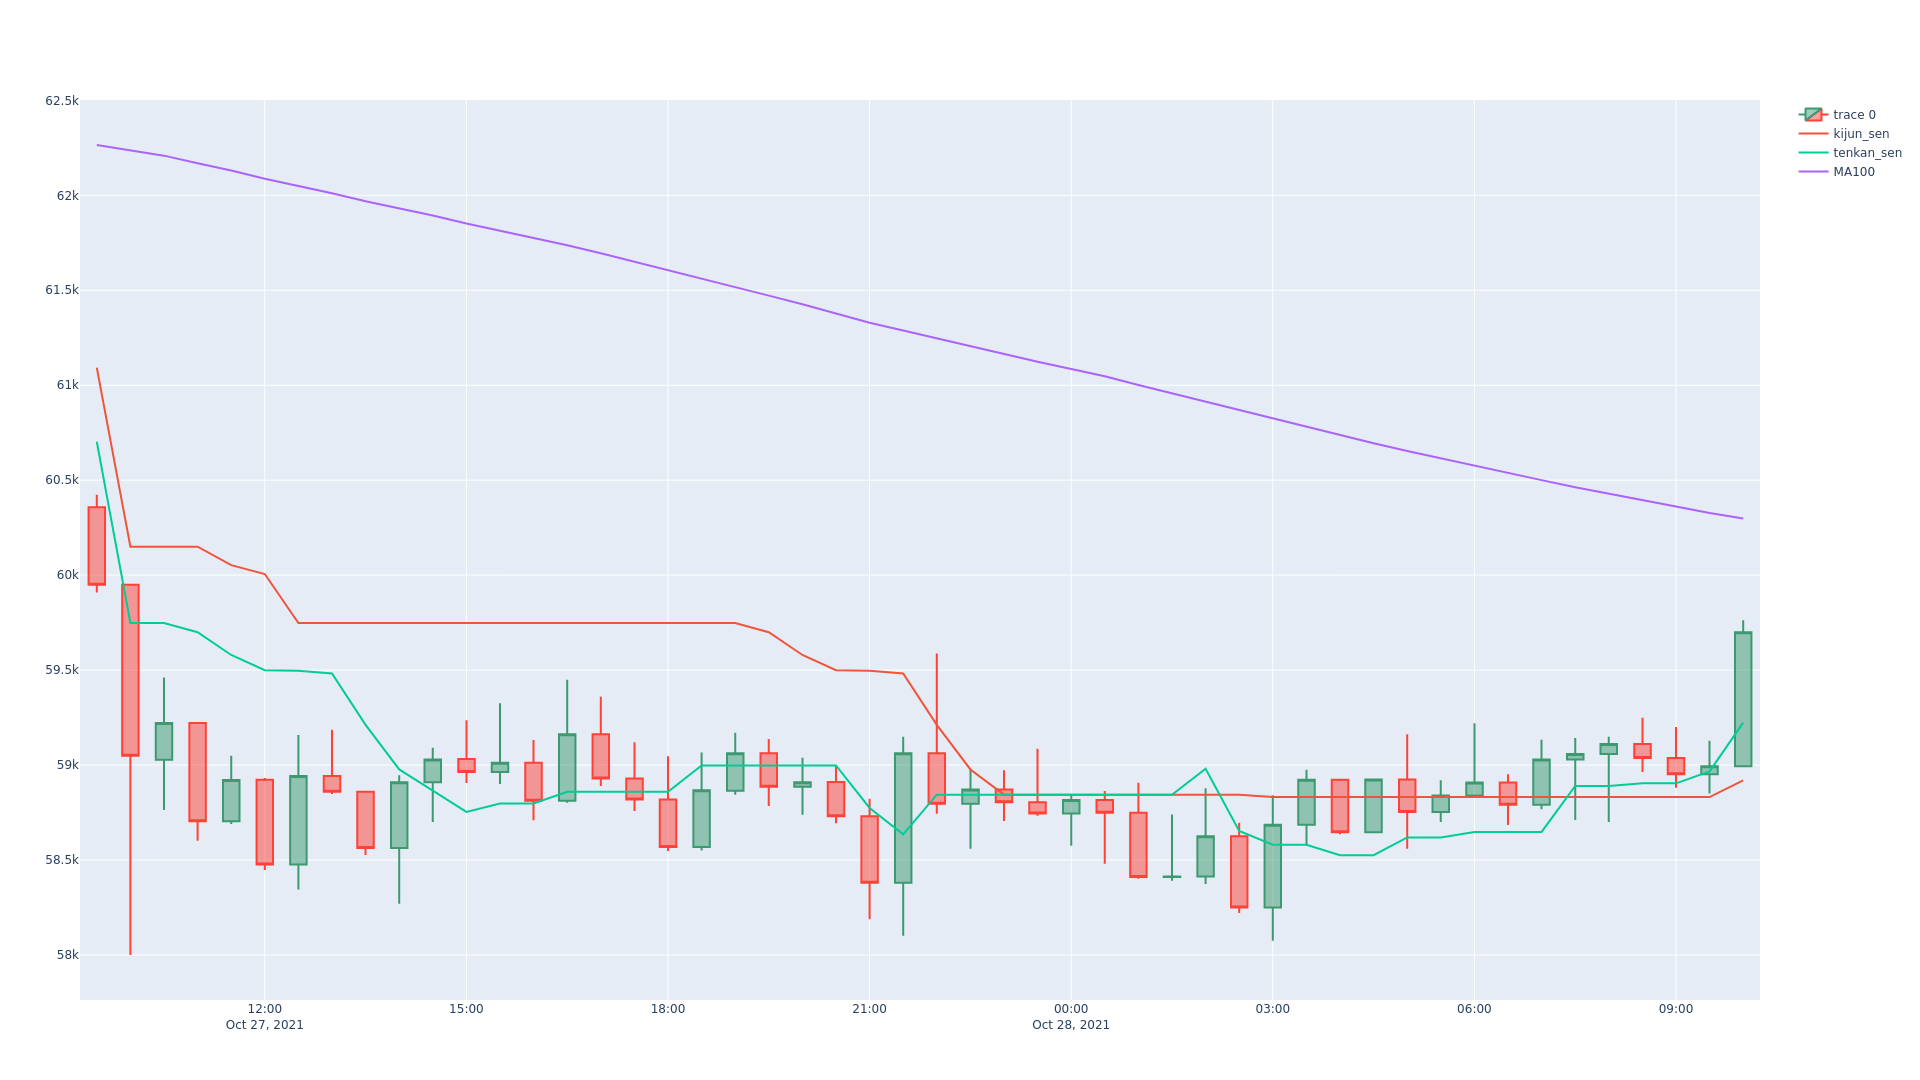 62.5k
62k
61.5k
61k
60.5k
60k
59.5k
59k
58.5k
58k
12:00
Oct 27, 2021
15:00
18:00
21:00
00:00
Oct 28, 2021
03:00
06:00
09:00
trace 0
kijun_sen
tenkan_sen
MA100